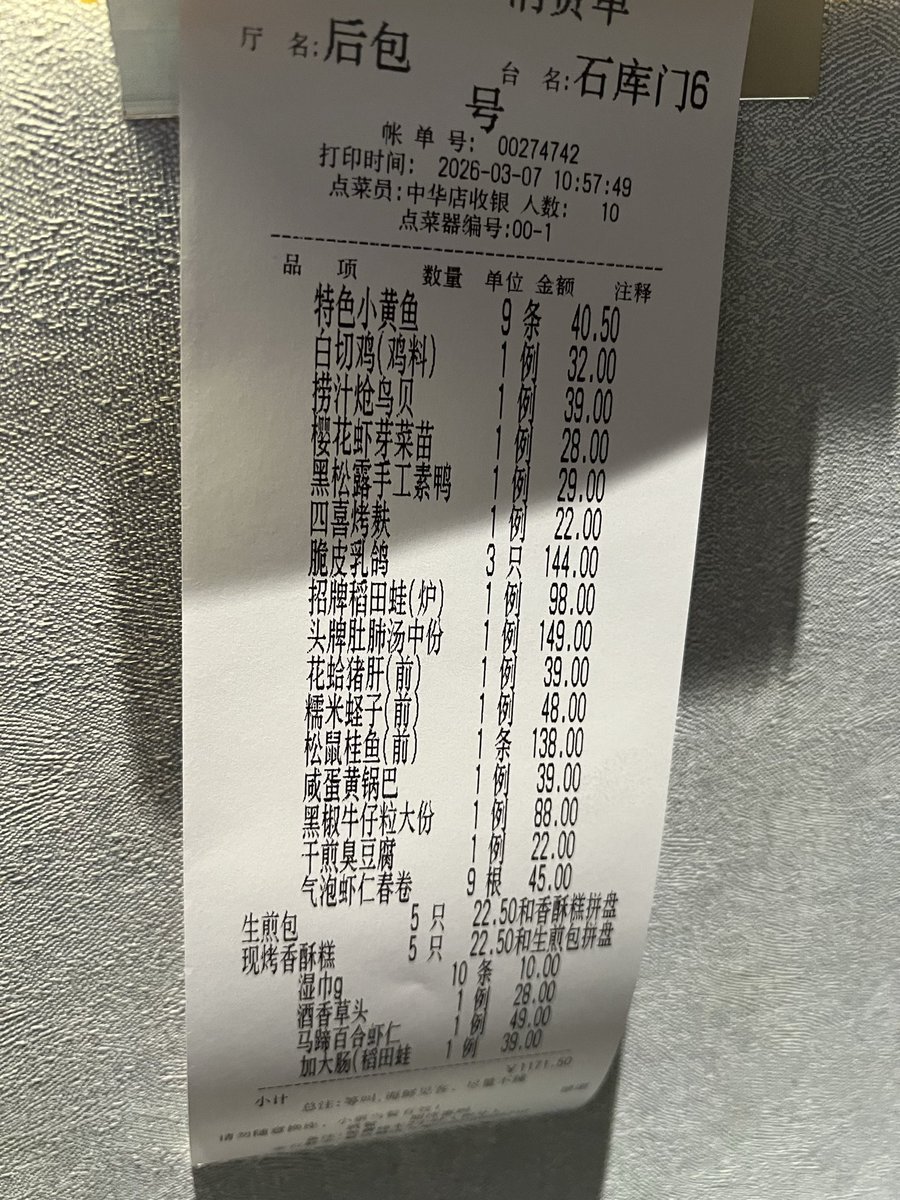 消费单
厅 名:后包
台 名:石库门6
号
帐 单 号: 00274742
打印时间: 2026-03-07 10:57:49
点菜员:中华店收银 人数: 10
点菜器编号:00-1
品 项 数量 单位 金额 注释
特色小黄鱼 9 条 40.50
白切鸡(鸡料) 1 例 32.00
捞汁炝鸟贝 1 例 39.00
樱花虾芽菜苗 1 例 28.00
黑松露手工素鸭 1 例 29.00
四喜烤麸 1 例 22.00
脆皮乳鸽 3 只 144.00
招牌稻田蛙(炉) 1 例 98.00
头牌肚肺汤中份 1 例 149.00
花蛤猪肝(前) 1 例 39.00
糯米蛏子(前) 1 例 48.00
松鼠桂鱼(前) 1 条 138.00
咸蛋黄锅巴 1 例 39.00
黑椒牛仔粒大份 1 例 88.00
干煎臭豆腐 1 例 22.00
气泡虾仁春卷 9 根 45.00
生煎包 5 只 22.50和香酥糕拼盘
现烤香酥糕 5 只 22.50和生煎包拼盘
湿巾g 10 条 10.00
酒香草头 1 例 28.00
马蹄百合虾仁 1 例 49.00
加大肠(稻田蛙 1 例 39.00
小计 ￥1171.50